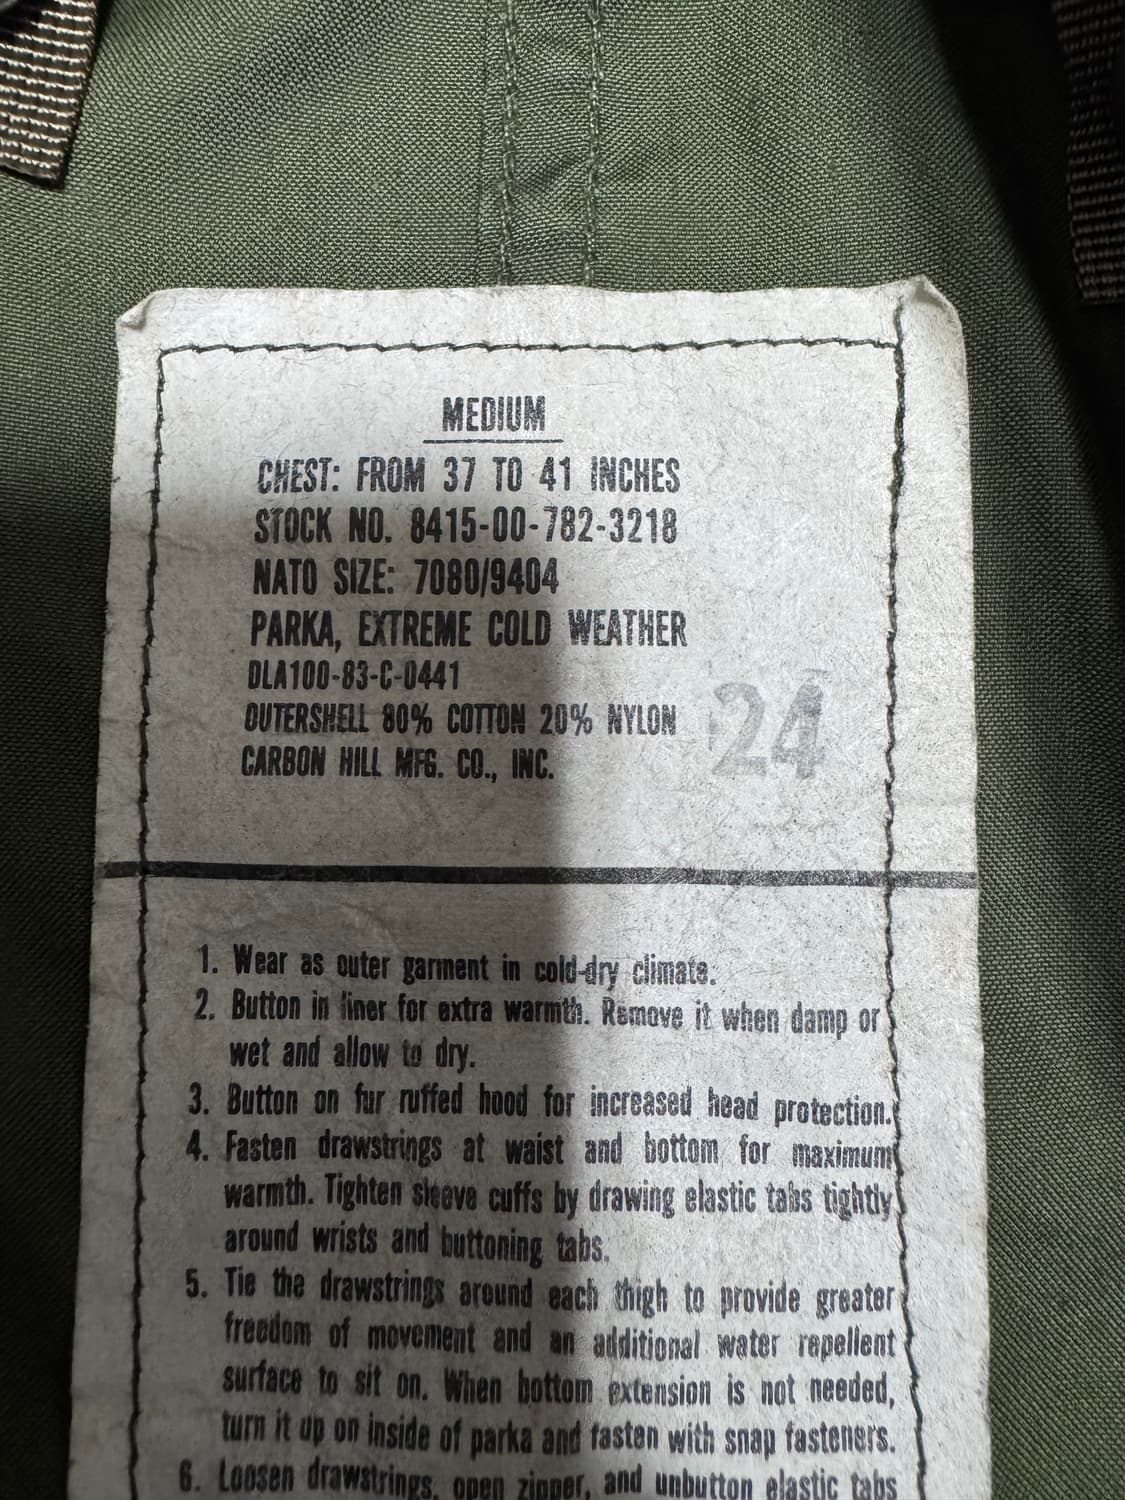 MEDIUM
CHEST: FROM 37 TO 41 INCHES
STOCK NO. 8415-00-782-3218
NATO SIZE: 7080/9404
PARKA, EXTREME COLD WEATHER
DLA100-83-C-0441
OUTERSHELL 80% COTTON 20% NYLON
CARBON HILL MFG. CO., INC.
24
1. Wear as outer garment in cold-dry climate.
2. Button in liner for extra warmth. Remove it when damp or
wet and allow to dry.
3. Button on fur ruffed hood for increased head protection.
4. Fasten drawstrings at waist and bottom for maximum
warmth. Tighten sleeve cuffs by drawing elastic tabs tightly
around wrists and buttoning tabs.
5. Tie the drawstrings around each thigh to provide greater
freedom of movement and an additional water repellent
surface to sit on. When bottom extension is not needed,
turn it up on inside of parka and fasten with snap fasteners.
6. Loosen drawstrings, open zipper, and unbutton elastic tabs